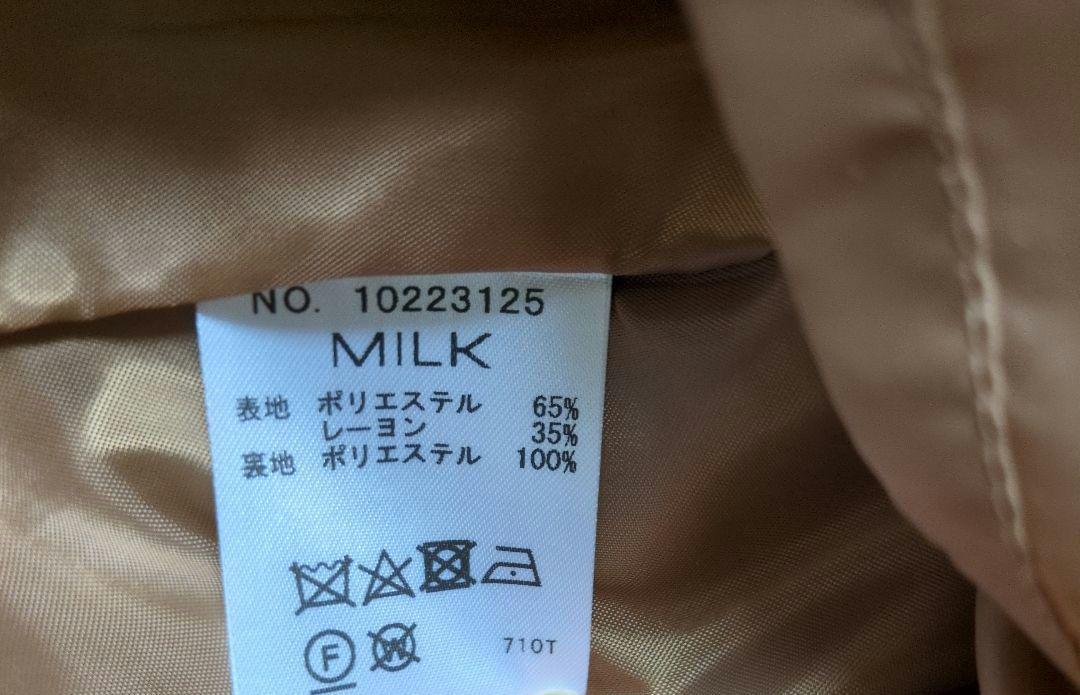 NO. 10223125
MILK
表地 ポリエステル 65%
レーヨン 35%
裏地 ポリエステル 100%
F W
710T